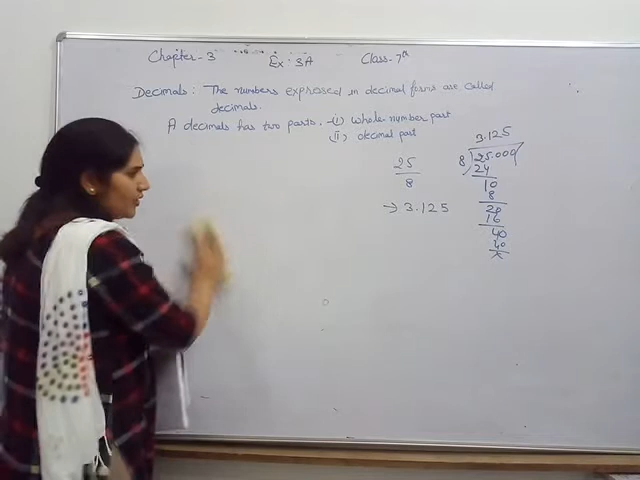 Chapter-3 Ex: 3A Class-7th
Decimals: The numbers expressed in decimal forms are called
decimals.
A decimals has two parts. -(i) Whole number part
(ii) decimal part
25
8
→ 3.125
3.125
8 25.000
24
10
8
20
16
40
40
x